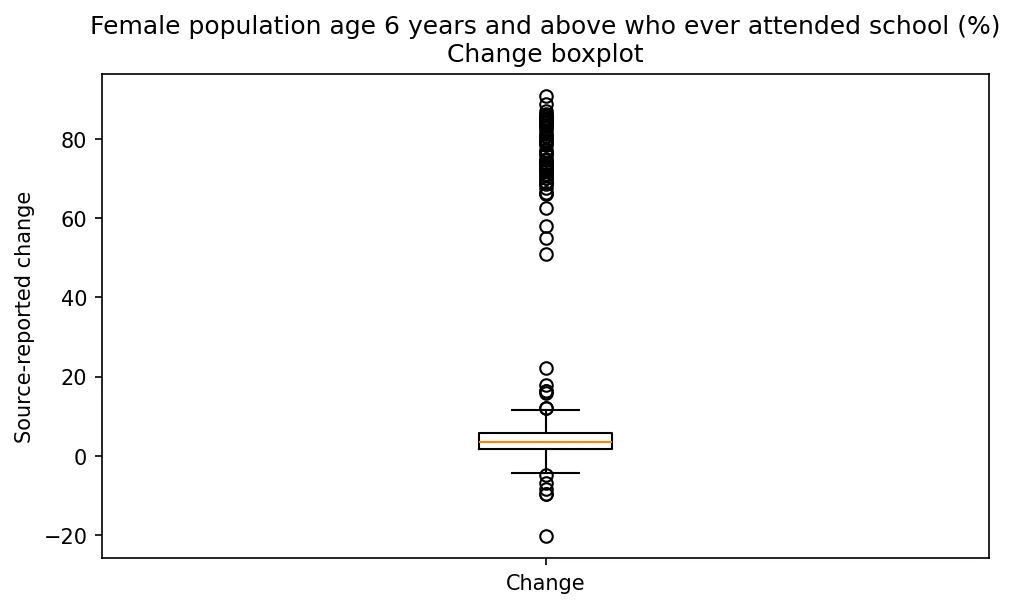 Female population age 6 years and above who ever attended school (%)
Change boxplot
Source-reported change
80
60
40
20
0
−20
Change